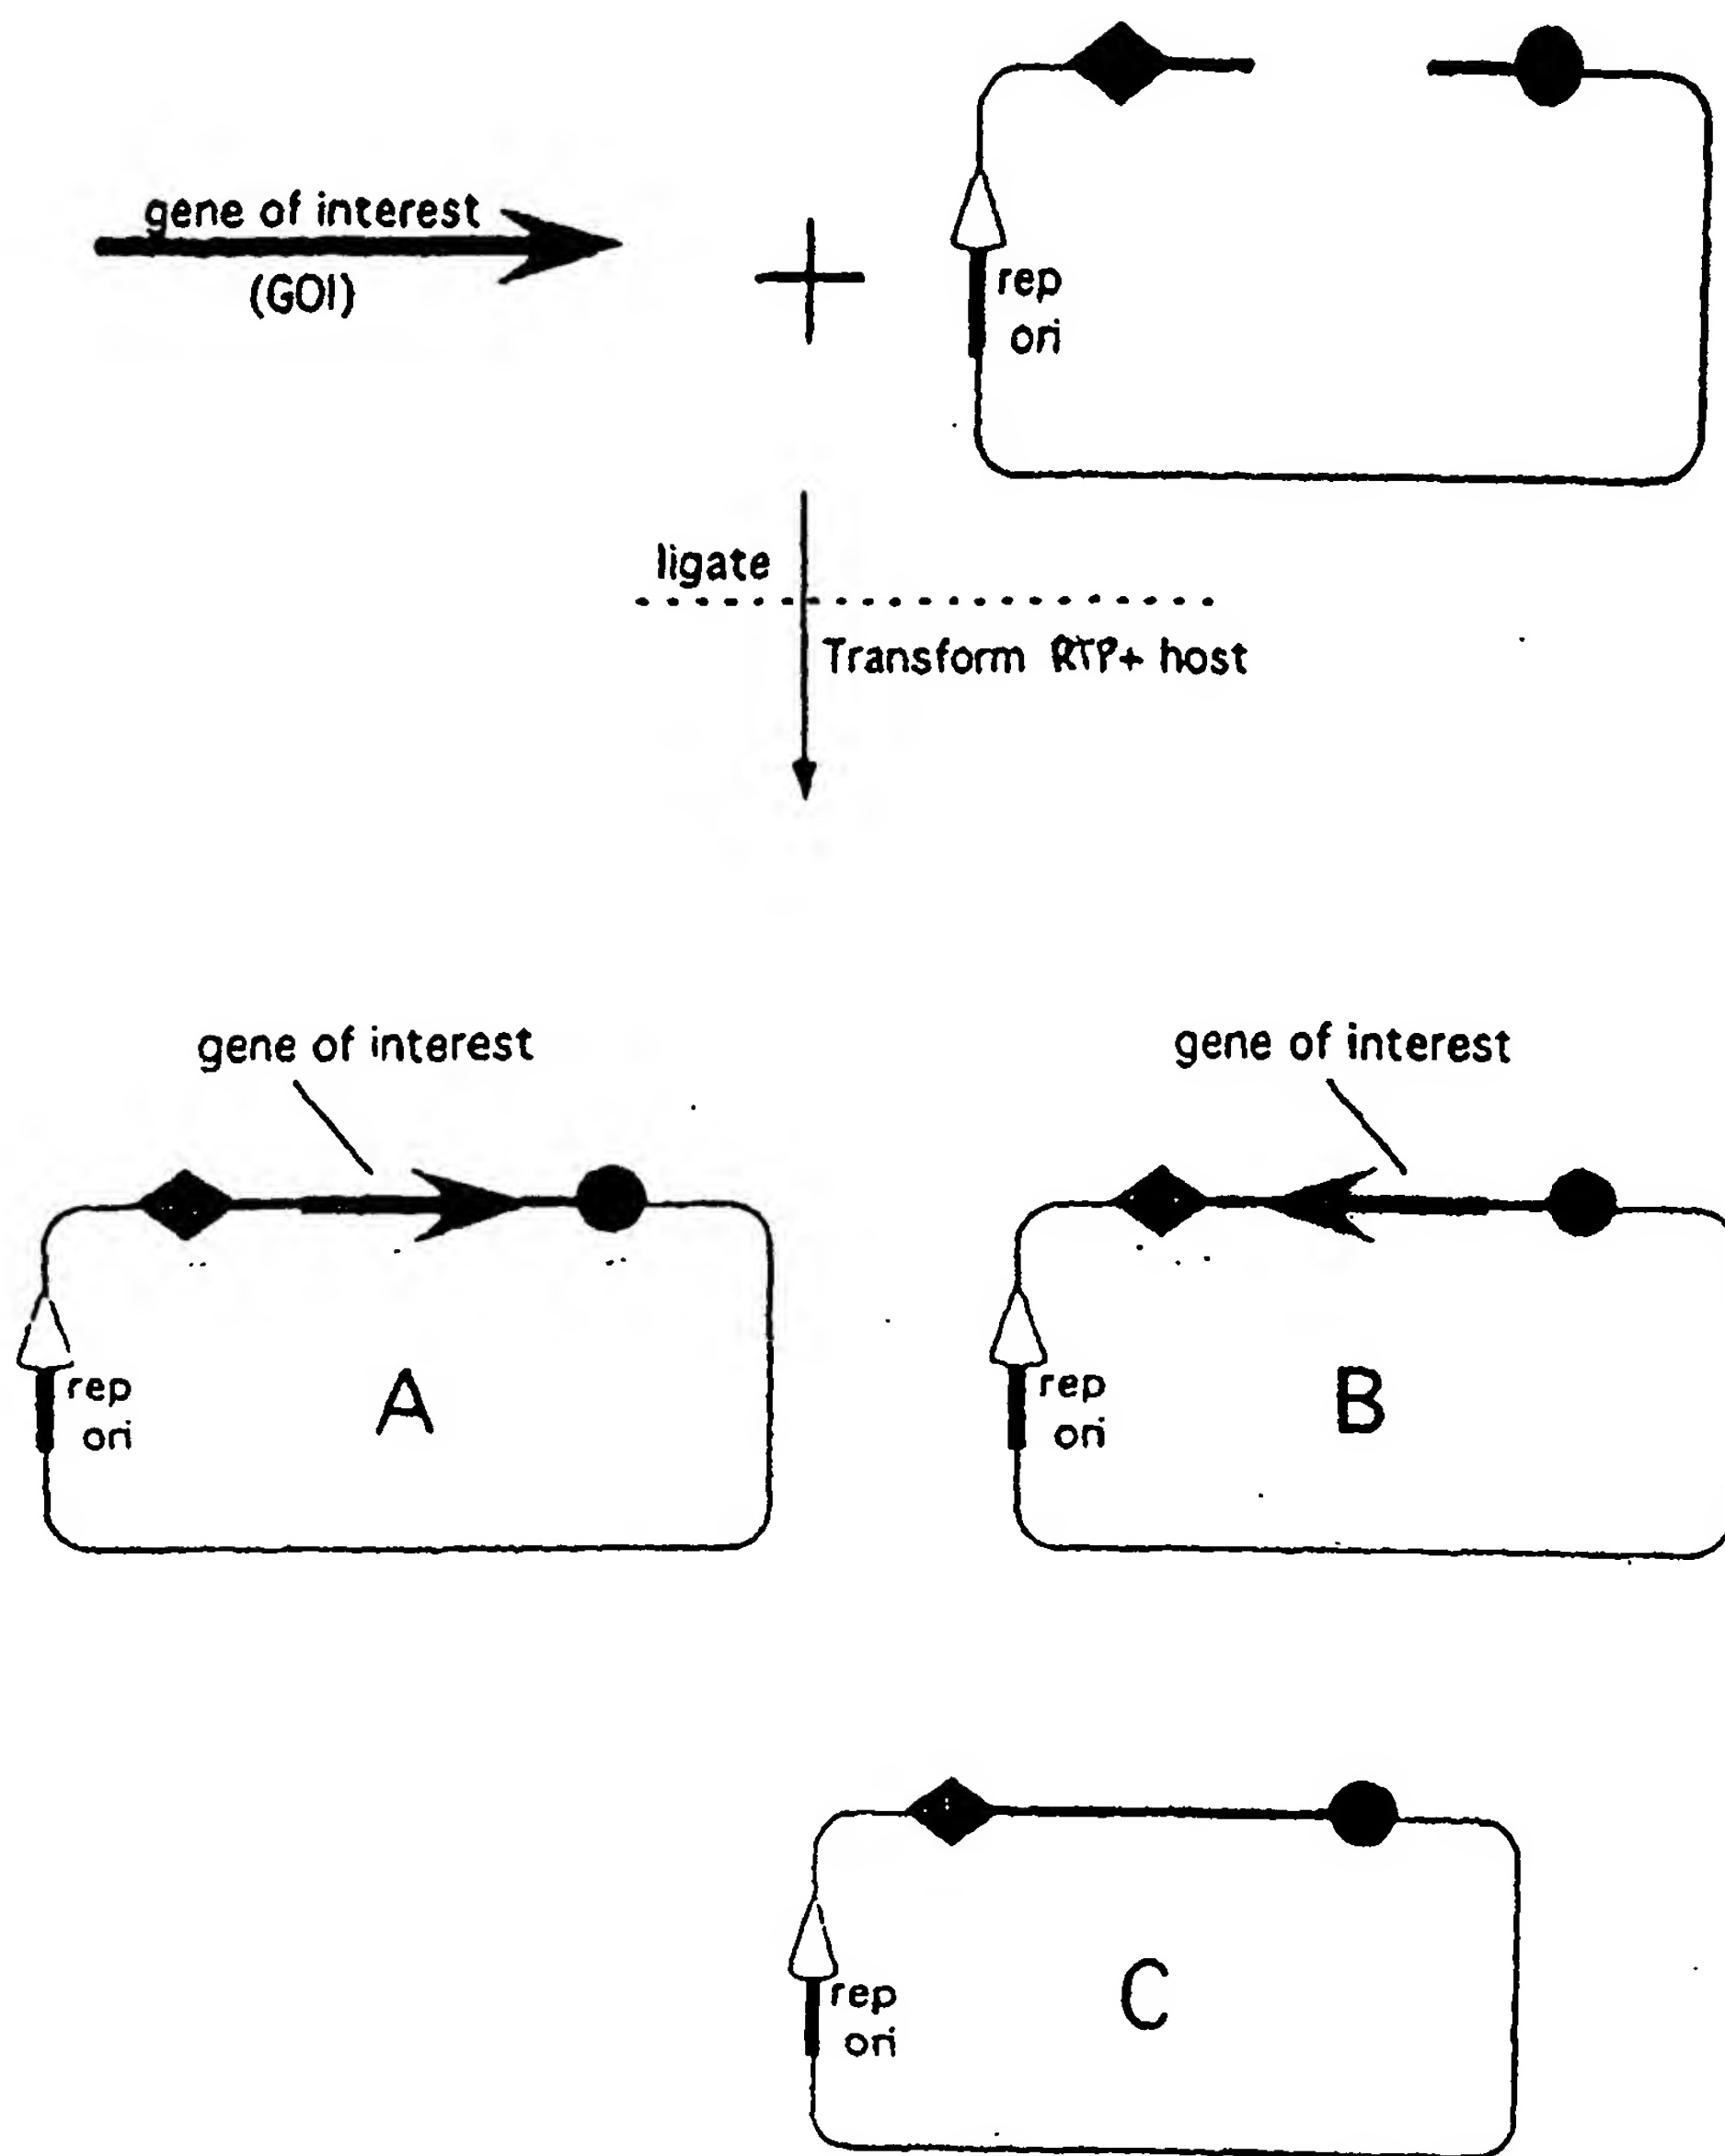 gene of interest
(GOI)
rep
ori
ligate
Transform RTP+ host
gene of interest
gene of interest
rep
ori
A
rep
ori
B
rep
ori
C